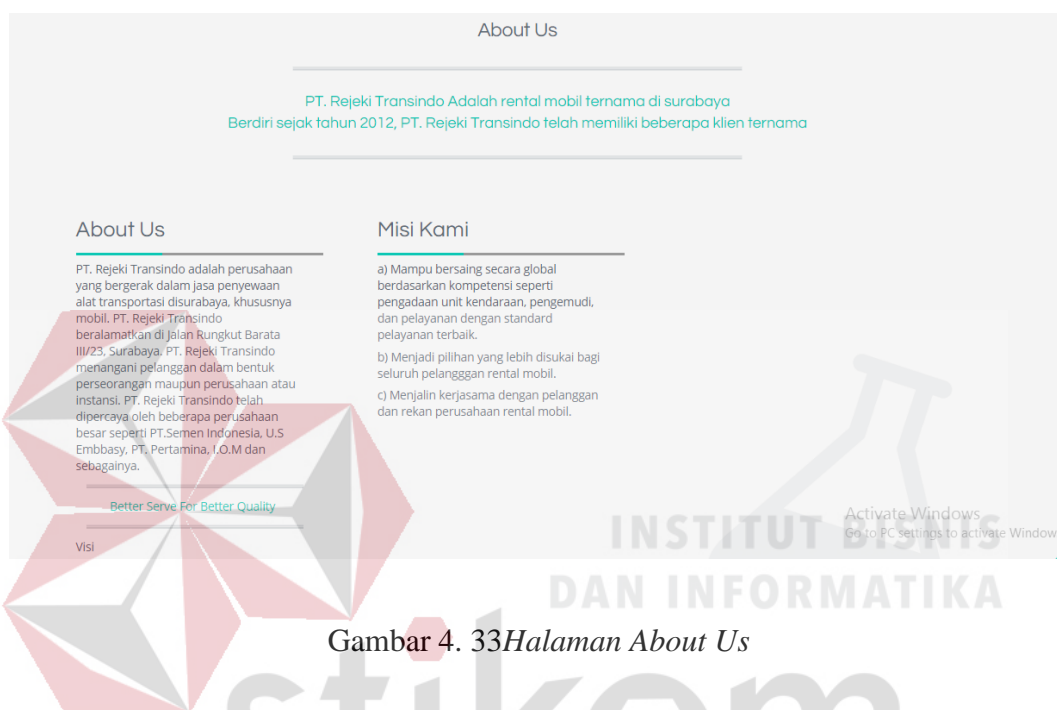 About Us
PT. Rejeki Transindo Adalah rental mobil ternama di surabaya
Berdiri sejak tahun 2012, PT. Rejeki Transindo telah memiliki beberapa klien ternama
About Us
PT. Rejeki Transindo adalah perusahaan
yang bergerak dalam jasa penyewaan
alat transportasi disurabaya, khususnya
mobil. PT. Rejeki Transindo
beralamatkan di Jalan Rungkut Barata
III/23, Surabaya. PT. Rejeki Transindo
menangani pelanggan dalam bentuk
perseorangan maupun perusahaan atau
instansi. PT. Rejeki Transindo telah
dipercaya oleh beberapa perusahaan
besar seperti PT.Semen Indonesia, U.S
Embbasy, PT. Pertamina, I.O.M dan
sebagainya.
Better Serve For Better Quality
Visi
Misi Kami
a) Mampu bersaing secara global
berdasarkan kompetensi seperti
pengadaan unit kendaraan, pengemudi,
dan pelayanan dengan standard
pelyavanan terbaik.
b) Menjadi pilihan yang lebih disukai bagi
seluruh pelangggan rental mobil.
c) Menjalin kerjasama dengan pelanggan
dan rekan perusahaan rental mobil.
Activate Windows
Go to PC settings to activate Window
INSTITUT BISNIS
DAN INFORMATIKA
Gambar 4. 33Halaman About Us
stikom